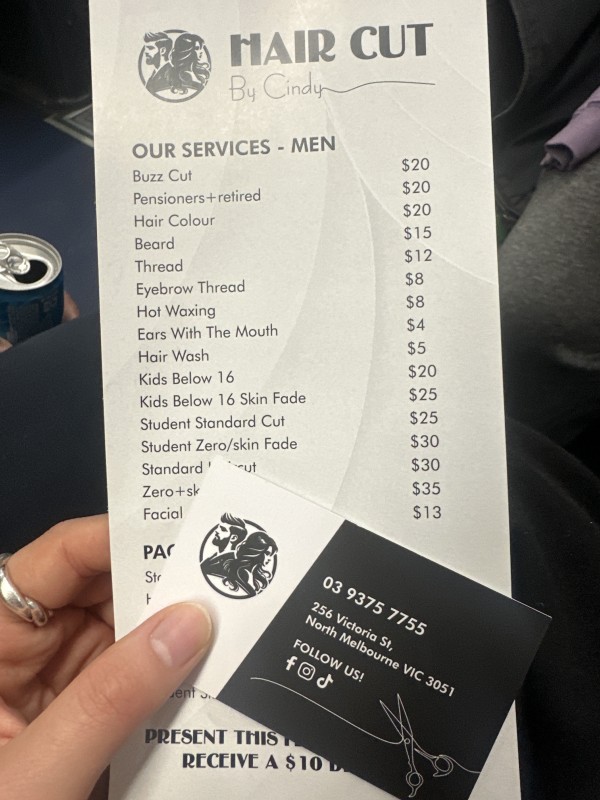 HAIR CUT
By Cindy
OUR SERVICES - MEN
Buzz Cut $20
Pensioners+retired $20
Hair Colour $20
Beard $15
Thread $12
Eyebrow Thread $8
Hot Waxing $8
Ears With The Mouth $4
Hair Wash $5
Kids Below 16 $20
Kids Below 16 Skin Fade $25
Student Standard Cut $25
Student Zero/skin Fade $30
Standard $30
Zero+sk $35
Facial $13
PRESENT THIS
RECEIVE A $10
03 9375 7755
256 Victoria St,
North Melbourne VIC 3051
FOLLOW US!